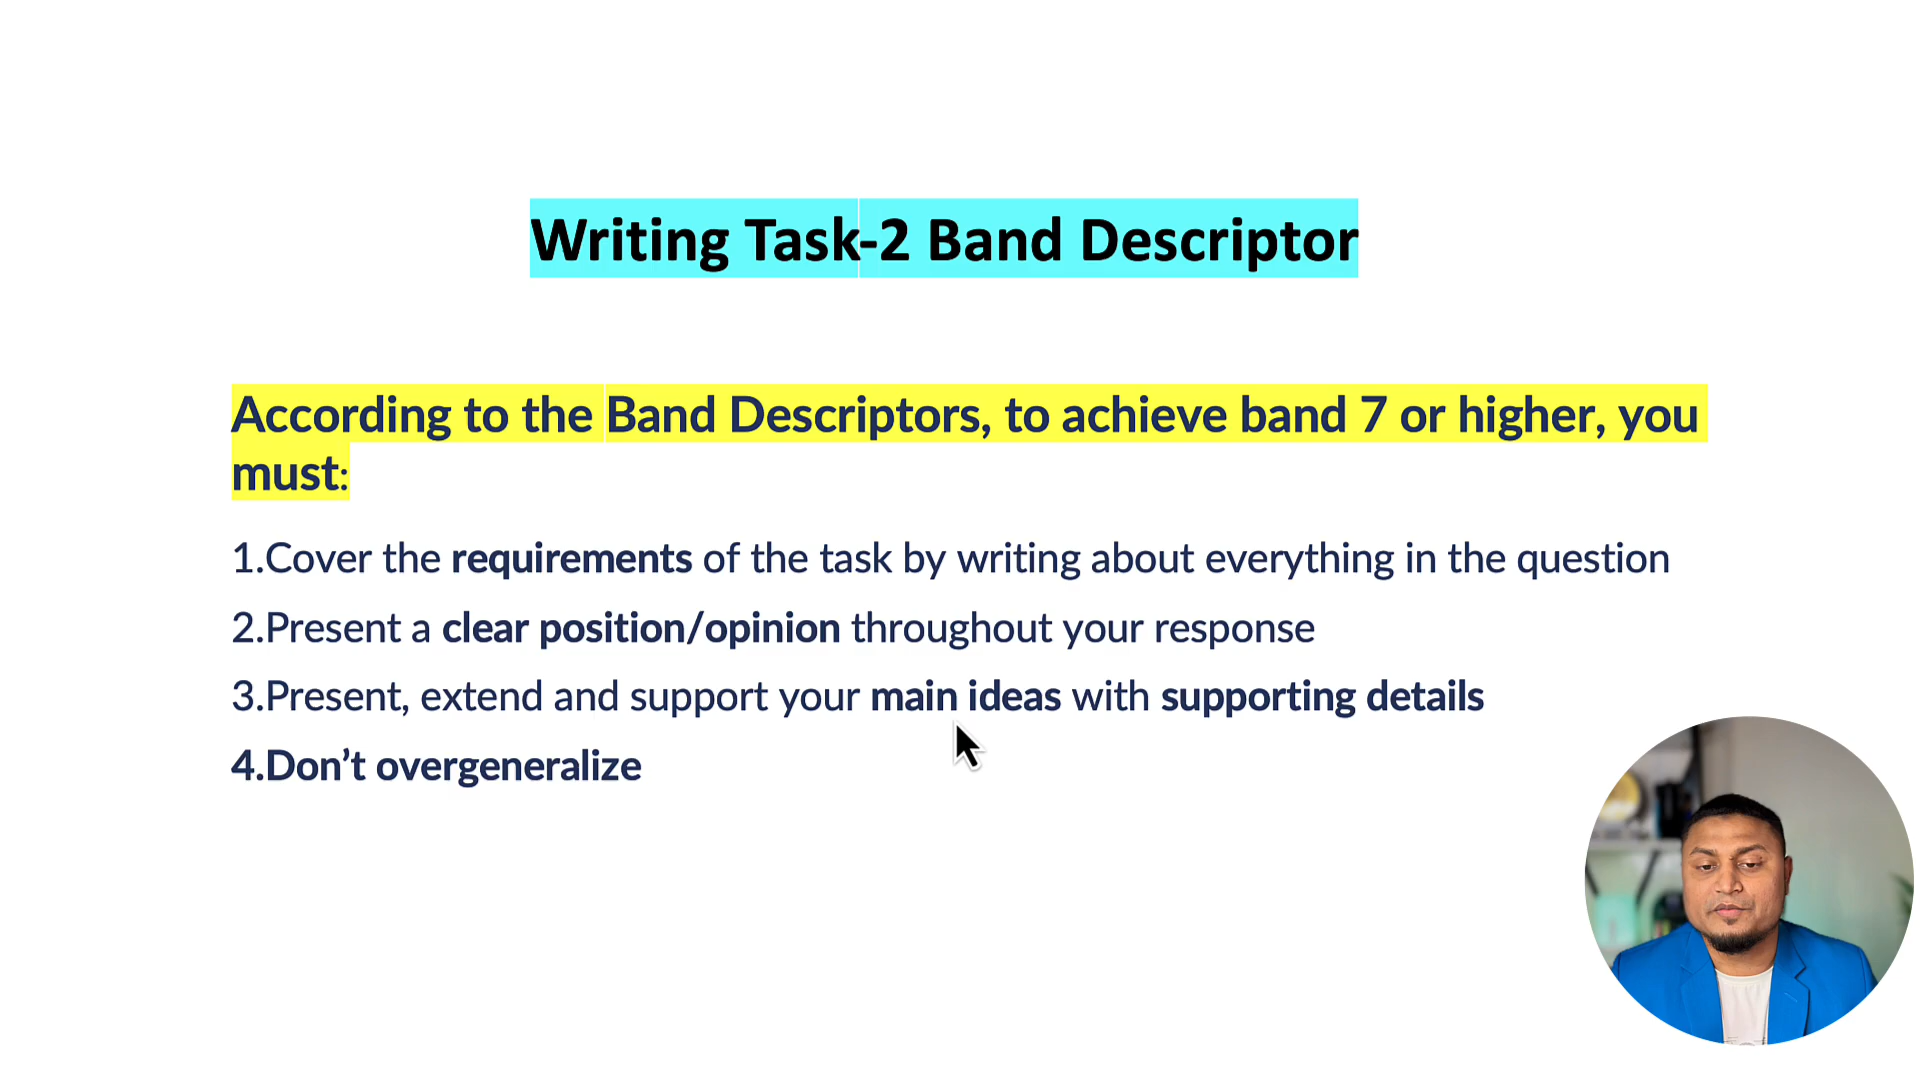 Writing Task-2 Band Descriptor
According to the Band Descriptors, to achieve band 7 or higher, you
must:
1.Cover the requirements of the task by writing about everything in the question
2.Present a clear position/opinion throughout your response
3.Present, extend and support your main ideas with supporting details
4.Don’t overgeneralize